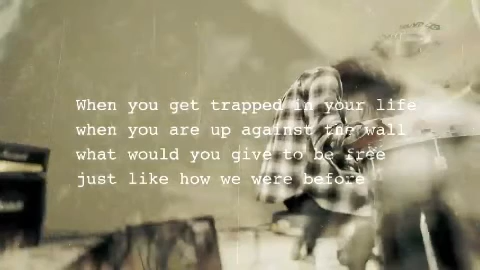 When you get trapped in your life
when you are up against the wall
what would you give to be free
just like how we were before